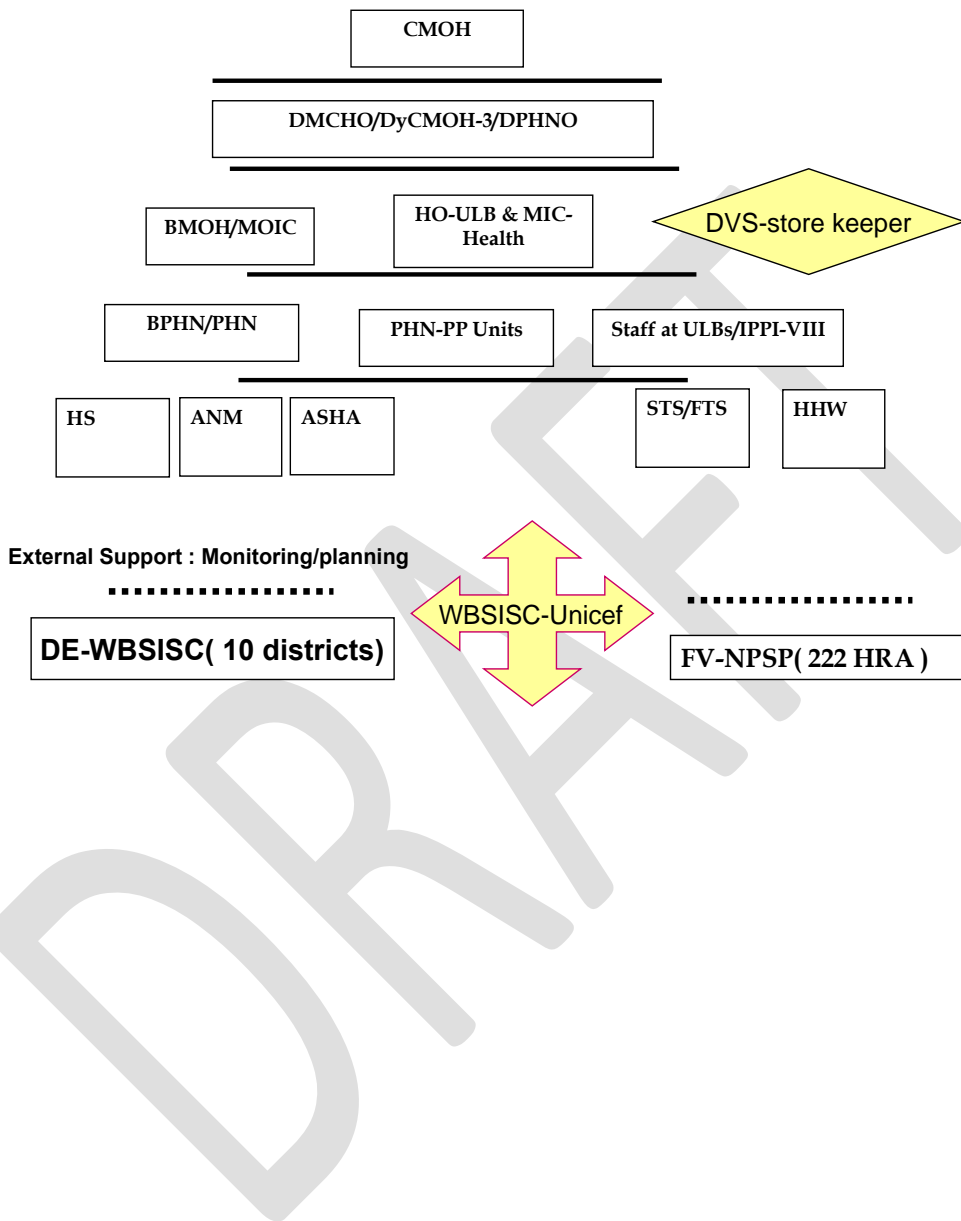 CMOH
DMCHO/DyCMOH-3/DPHNO
BMOH/MOIC
HO-ULB & MIC-
Health
DVS-store keeper
BPHN/PHN
PHN-PP Units
Staff at ULBs/IPPI-VIII
HS
ANM
ASHA
STS/FTS
HHW
External Support : Monitoring/planning
WBSISC-Unicef
DE-WBSISC( 10 districts)
FV-NPSP( 222 HRA )
DRAFT